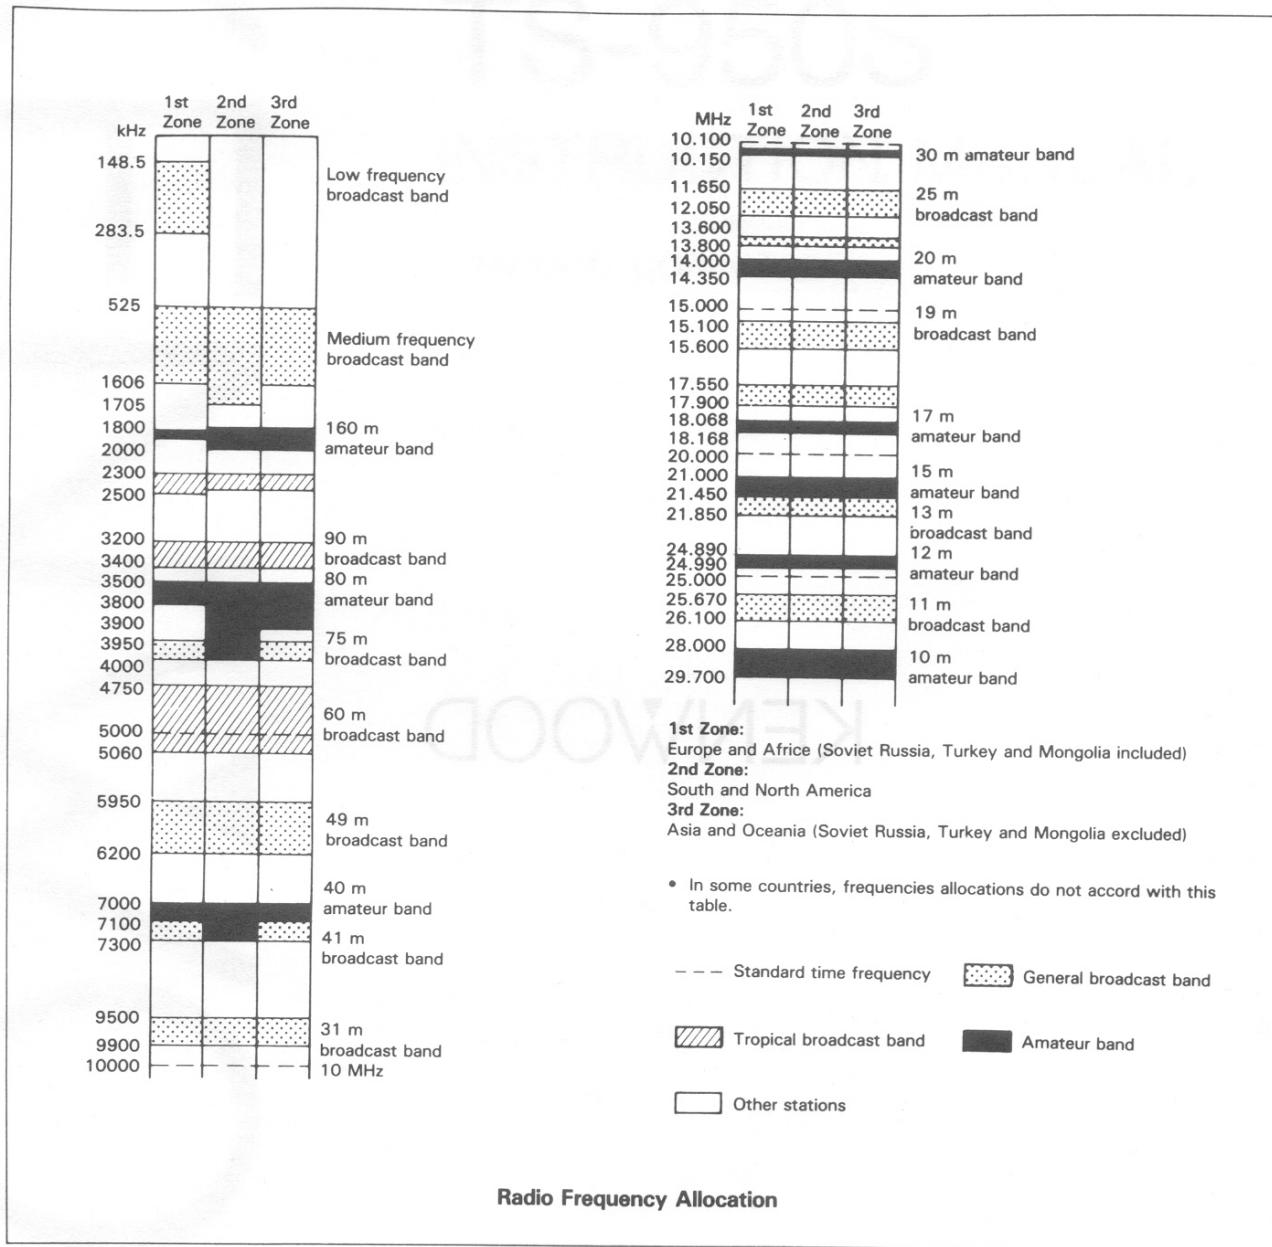 1st 2nd 3rd
kHz Zone Zone Zone
148.5
Low frequency
broadcast band
283.5
525
Medium frequency
broadcast band
1606
1705
1800
160 m
amateur band
2000
2300
2500
3200
90 m
broadcast band
3400
3500
80 m
amateur band
3800
3900
3950
75 m
broadcast band
4000
4750
60 m
broadcast band
5000
5060
5950
49 m
broadcast band
6200
40 m
7000
amateur band
7100
41 m
7300
broadcast band
9500
31 m
9900
broadcast band
10000
10 MHz
1st 2nd 3rd
MHz Zone Zone Zone
10.100
10.150
30 m amateur band
11.650
25 m
12.050
broadcast band
13.600
13.800
14.000
20 m
14.350
amateur band
15.000
19 m
15.100
broadcast band
15.600
17.550
17.900
18.068
17 m
18.168
amateur band
20.000
21.000
15 m
21.450
amateur band
21.850
13 m
broadcast band
24.890
12 m
24.990
amateur band
25.000
25.670
11 m
26.100
broadcast band
28.000
10 m
29.700
amateur band
1st Zone:
Europe and Africe (Soviet Russia, Turkey and Mongolia included)
2nd Zone:
South and North America
3rd Zone:
Asia and Oceania (Soviet Russia, Turkey and Mongolia excluded)
• In some countries, frequencies allocations do not accord with this
table.
Standard time frequency
General broadcast band
Tropical broadcast band
Amateur band
Other stations
Radio Frequency Allocation
TS-950S
KENWOOD